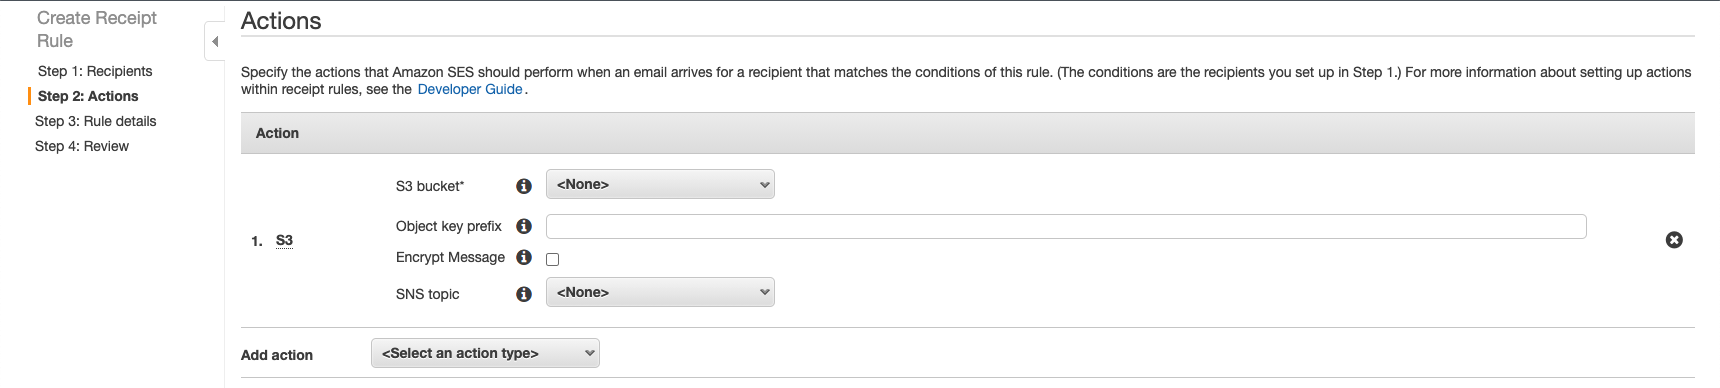 Create Receipt
Rule
Step 1: Recipients
Step 2: Actions
Step 3: Rule details
Step 4: Review
Actions
Specify the actions that Amazon SES should perform when an email arrives for a recipient that matches the conditions of this rule. (The conditions are the recipients you set up in Step 1.) For more information about setting up actions
within receipt rules, see the Developer Guide.
Action
1. S3
S3 bucket* <None>
Object key prefix
Encrypt Message
SNS topic <None>
Add action <Select an action type>